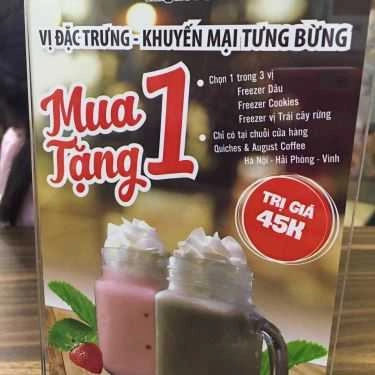 VỊ ĐẶC TRƯNG - KHUYẾN MẠI TƯNG BỪNG
Mua 1
Tặng 1
• Chọn 1 trong 3 vị
Freezer Dâu
Freezer Cookies
Freezer vị Trái cây rừng
• Chỉ có tại chuỗi cửa hàng
Quiches & August Coffee
Hà Nội - Hải Phòng - Vinh
TRỊ GIÁ
45K